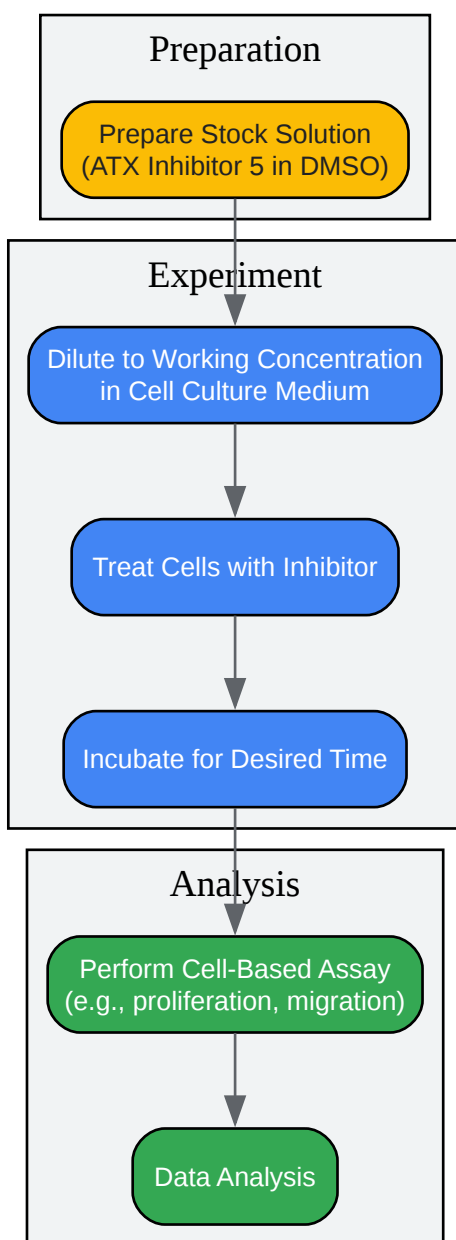 Preparation
Prepare Stock Solution
(ATX Inhibitor 5 in DMSO)
Experiment
Dilute to Working Concentration
in Cell Culture Medium
Treat Cells with Inhibitor
Incubate for Desired Time
Analysis
Perform Cell-Based Assay
(e.g., proliferation, migration)
Data Analysis